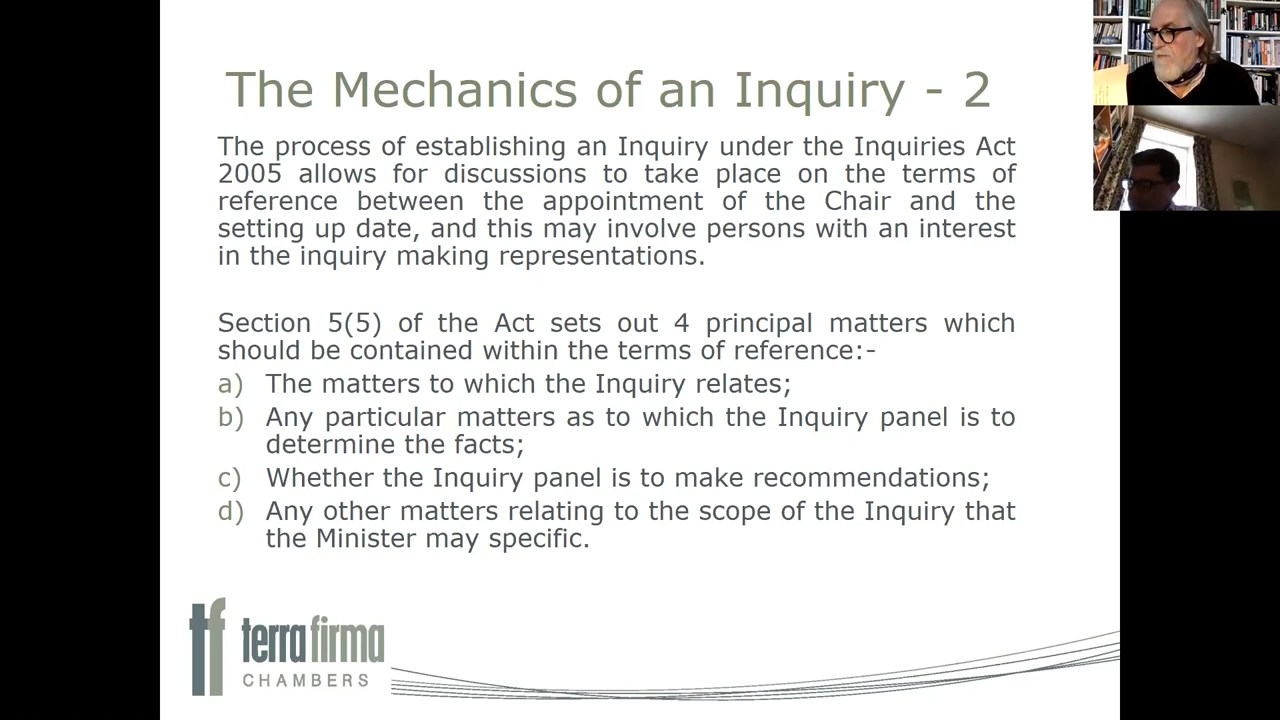 The Mechanics of an Inquiry - 2
The process of establishing an Inquiry under the Inquiries Act
2005 allows for discussions to take place on the terms of
reference between the appointment of the Chair and the
setting up date, and this may involve persons with an interest
in the inquiry making representations.
Section 5(5) of the Act sets out 4 principal matters which
should be contained within the terms of reference:-
a) The matters to which the Inquiry relates;
b) Any particular matters as to which the Inquiry panel is to
determine the facts;
c) Whether the Inquiry panel is to make recommendations;
d) Any other matters relating to the scope of the Inquiry that
the Minister may specific.
tf terra firma
CHAMBERS